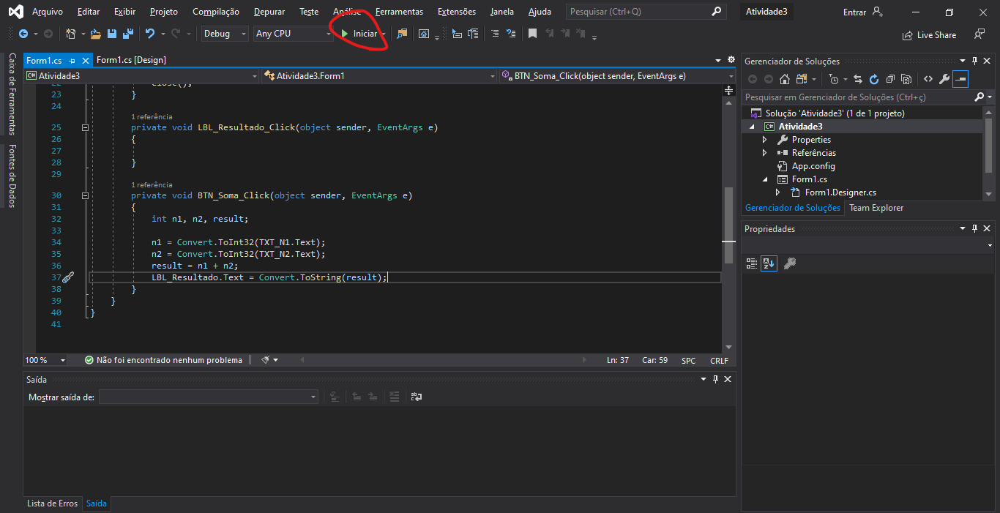 Arquivo Editar Exibir Projeto Compilação Depurar Teste Análise Ferramentas Extensões Janela Ajuda Pesquisar (Ctrl+Q) Atividade3 Entrar
Debug Any CPU Iniciar Live Share
Caixa de Ferramentas
Fontes de Dados
Form1.cs Form1.cs [Design]
C# Atividade3 Atividade3.Form1 BTN_Soma_Click(object sender, EventArgs e)
22 Close();
23 }
24
1 referência
25 private void LBL_Resultado_Click(object sender, EventArgs e)
26 {
27
28 }
29
1 referência
30 private void BTN_Soma_Click(object sender, EventArgs e)
31 {
32 int n1, n2, result;
33
34 n1 = Convert.ToInt32(TXT_N1.Text);
35 n2 = Convert.ToInt32(TXT_N2.Text);
36 result = n1 + n2;
37 LBL_Resultado.Text = Convert.ToString(result);
38 }
39 }
40 }
41
100 % Não foi encontrado nenhum problema Ln: 37 Car: 59 SPC CRLF
Saída
Mostrar saída de:
Lista de Erros Saída
Gerenciador de Soluções
Pesquisar em Gerenciador de Soluções (Ctrl+ç)
Solução 'Atividade3' (1 de 1 projeto)
C# Atividade3
Properties
Referências
App.config
Form1.cs
Form1.Designer.cs
Gerenciador de Soluções Team Explorer
Propriedades